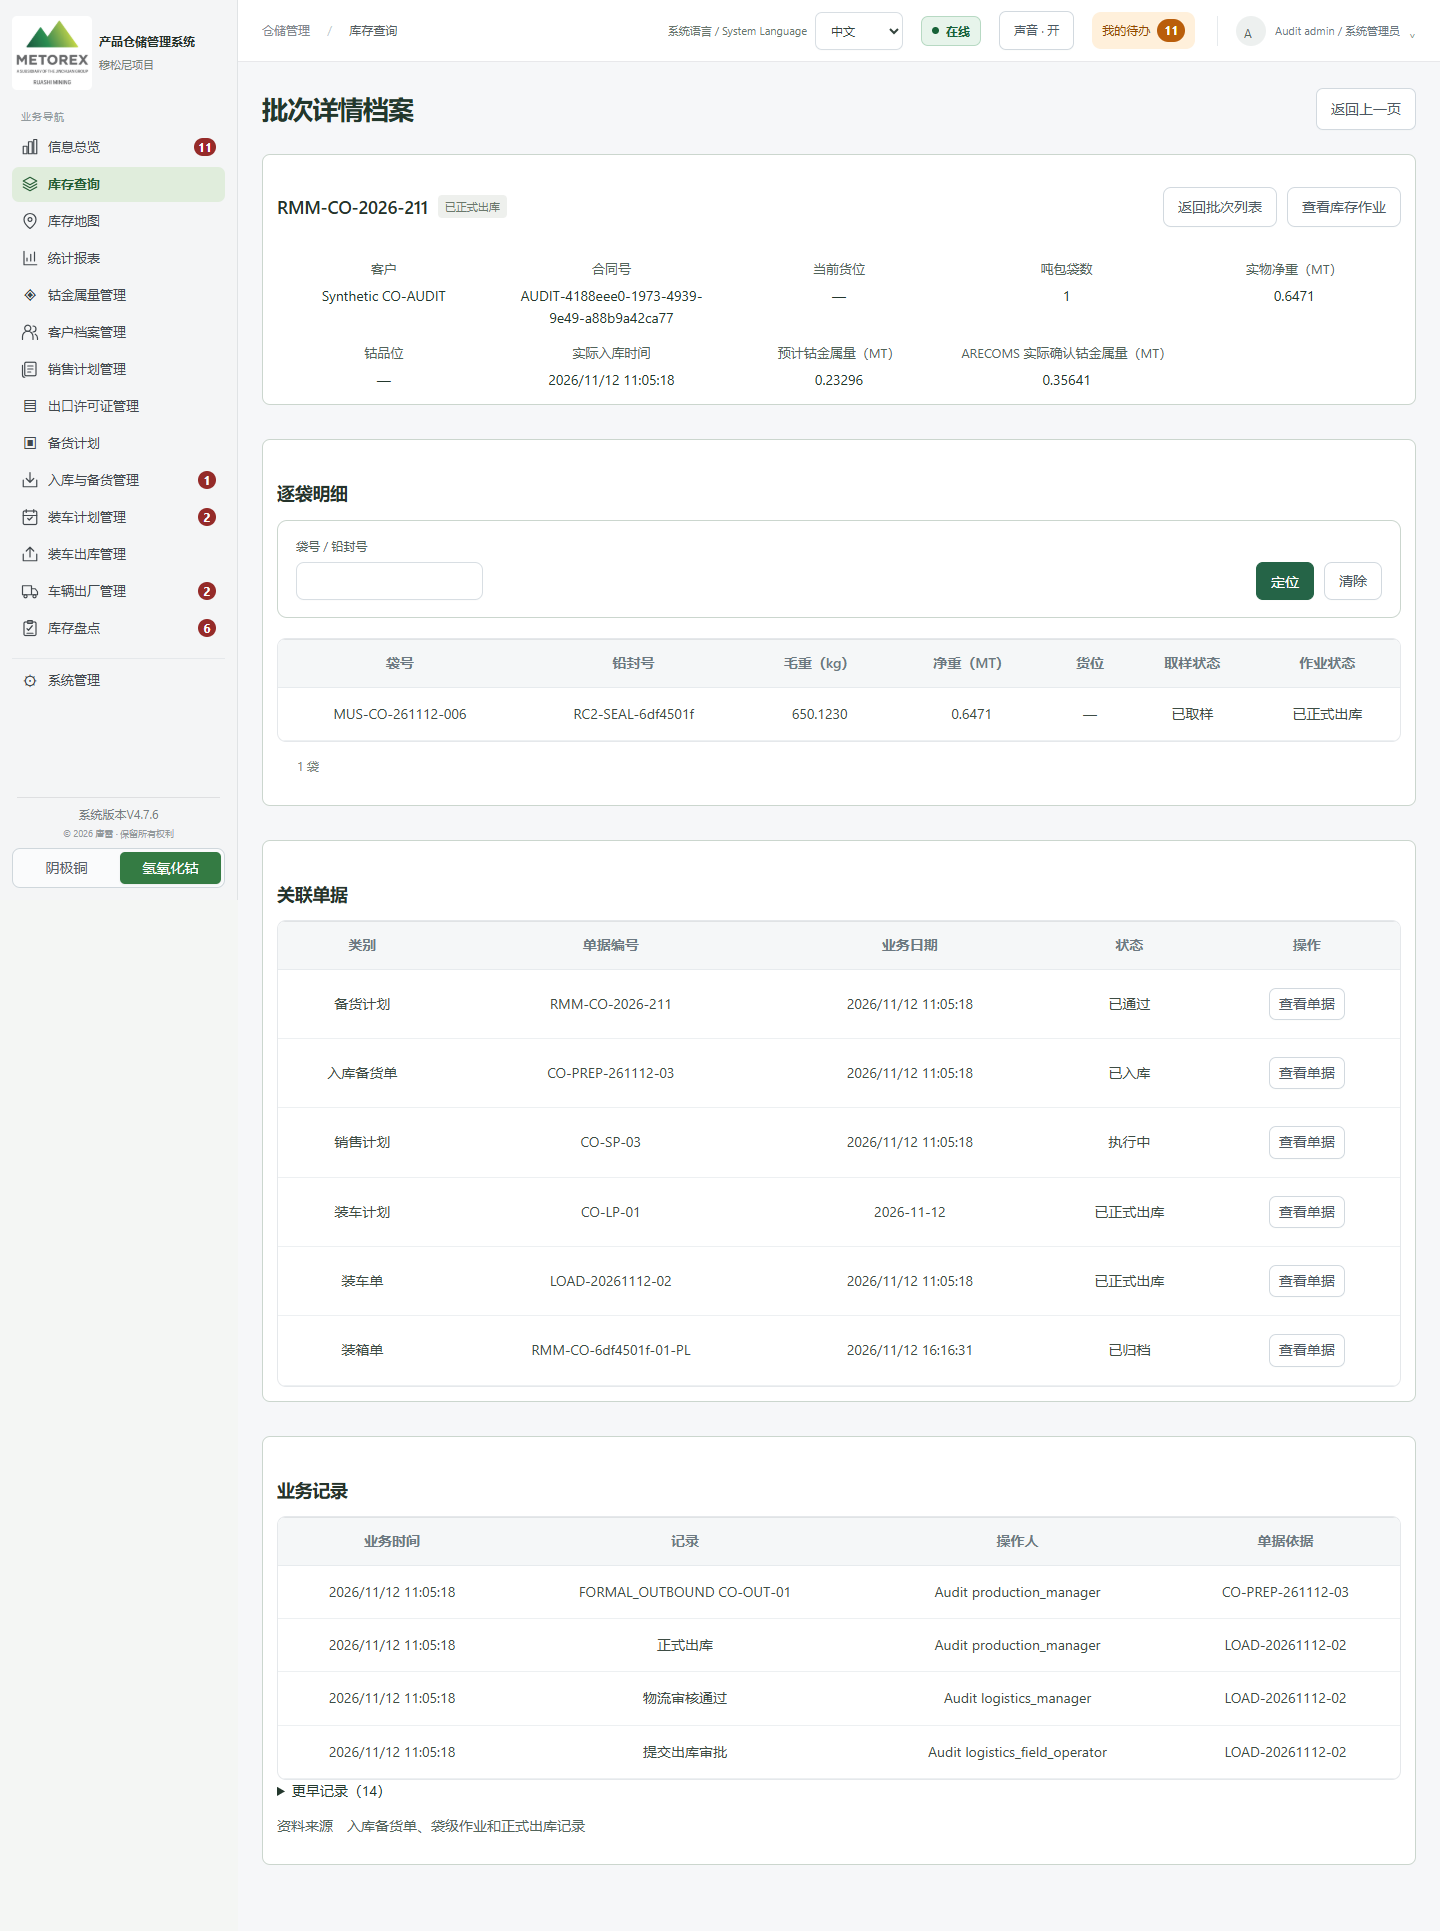 METOREX
A SUBSIDIARY OF THE JINCHUAN GROUP
RUASHI MINING
产品仓储管理系统
穆松尼项目
业务导航
信息总览 11
库存查询
库存地图
统计报表
钴金属量管理
客户档案管理
销售计划管理
出口许可证管理
备货计划
入库与备货管理 1
装车计划管理 2
装车出库管理
车辆出厂管理 2
库存盘点 6
系统管理
系统版本V4.7.6
阴极铜 氢氧化钴
仓储管理 / 库存查询
系统语言 / System Language 中文 在线 声音 · 开 我的待办 11 A Audit admin / 系统管理员
批次详情档案 返回上一页
RMM-CO-2026-211 已正式出库 返回批次列表 查看库存作业
客户 合同号 当前货位 吨包袋数 实物净重（MT）
Synthetic CO-AUDIT AUDIT-4188eee0-1973-4939-9e49-a88b9a42ca77 — 1 0.6471
钴品位 实际入库时间 预计钴金属量（MT） ARECOMS 实际确认钴金属量（MT）
— 2026/11/12 11:05:18 0.23296 0.35641
逐袋明细
袋号 / 铅封号
定位 清除
袋号 铅封号 毛重（kg） 净重（MT） 货位 取样状态 作业状态
MUS-CO-261112-006 RC2-SEAL-6df4501f 650.1230 0.6471 — 已取样 已正式出库
1 袋
关联单据
类别 单据编号 业务日期 状态 操作
备货计划 RMM-CO-2026-211 2026/11/12 11:05:18 已通过 查看单据
入库备货单 CO-PREP-261112-03 2026/11/12 11:05:18 已入库 查看单据
销售计划 CO-SP-03 2026/11/12 11:05:18 执行中 查看单据
装车计划 CO-LP-01 2026-11-12 已正式出库 查看单据
装车单 LOAD-20261112-02 2026/11/12 11:05:18 已正式出库 查看单据
装箱单 RMM-CO-6df4501f-01-PL 2026/11/12 16:16:31 已归档 查看单据
业务记录
业务时间 记录 操作人 单据依据
2026/11/12 11:05:18 FORMAL_OUTBOUND CO-OUT-01 Audit production_manager CO-PREP-261112-03
2026/11/12 11:05:18 正式出库 Audit production_manager LOAD-20261112-02
2026/11/12 11:05:18 物流审核通过 Audit logistics_manager LOAD-20261112-02
2026/11/12 11:05:18 提交出库审批 Audit logistics_field_operator LOAD-20261112-02
▶ 更早记录（14）
资料来源 入库备货单、袋级作业和正式出库记录